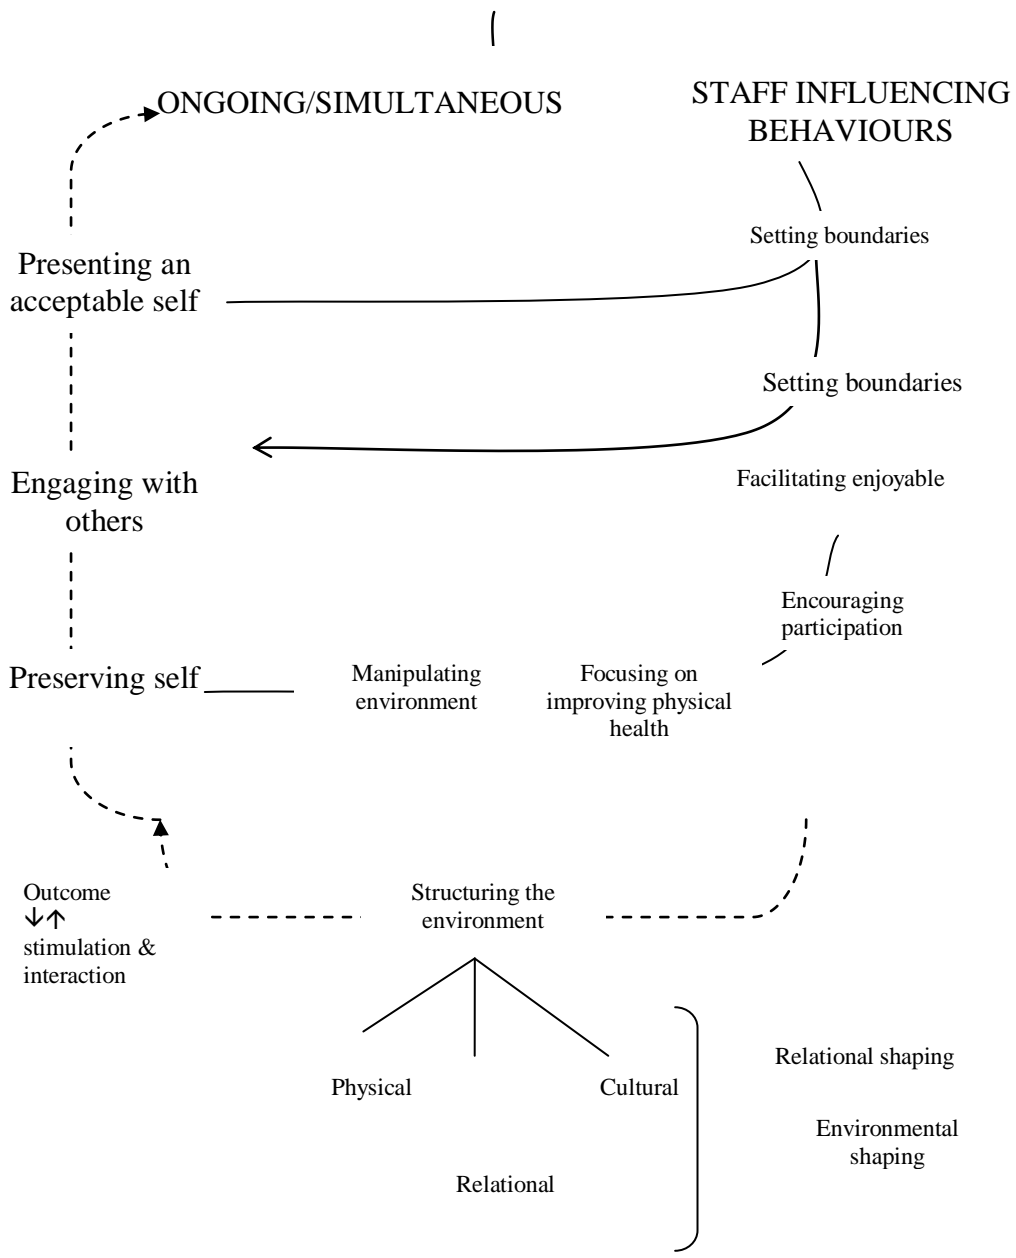 ONGOING/SIMULTANEOUS
STAFF INFLUENCING
BEHAVIOURS
Setting boundaries
Presenting an
acceptable self
Setting boundaries
Engaging with
others
Facilitating enjoyable
Encouraging
participation
Preserving self
Manipulating
environment
Focusing on
improving physical
health
Outcome
↓↑
stimulation &
interaction
Structuring the
environment
Physical
Cultural
Relational
Relational shaping
Environmental
shaping